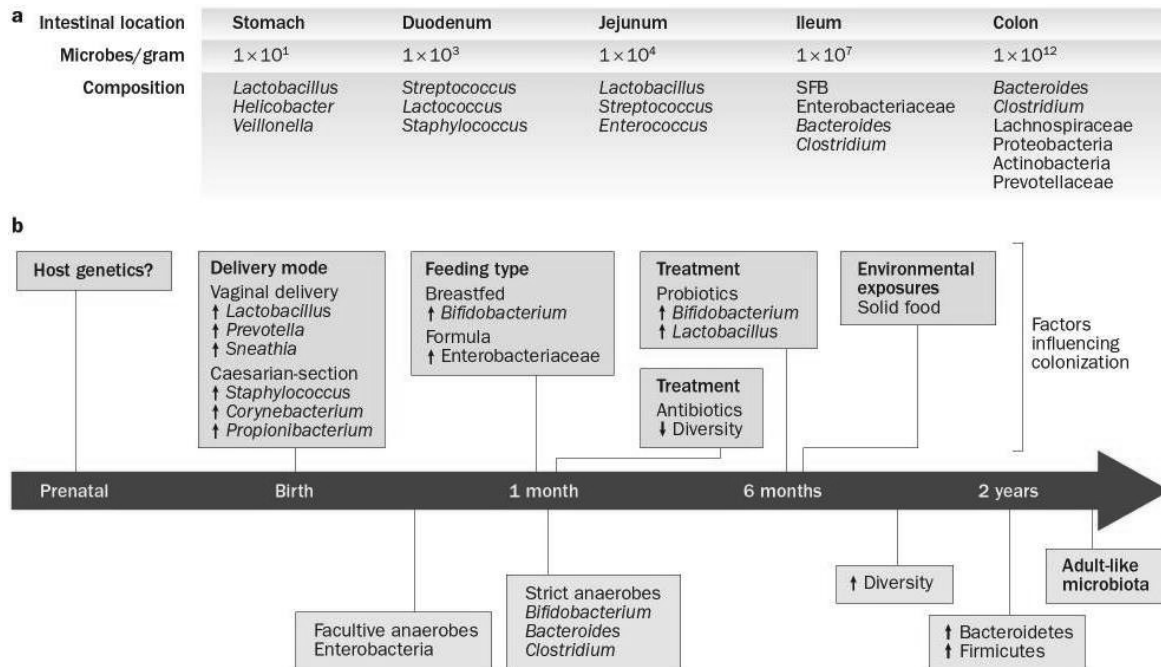 a
Intestinal location Stomach Duodenum Jejunum Ileum Colon
Microbes/gram 1 × 10¹ 1 × 10³ 1 × 10⁴ 1 × 10⁷ 1 × 10¹²
Composition Lactobacillus Streptococcus Lactobacillus SFB Bacteroides
Helicobacter Lactococcus Streptococcus Enterobacteriaceae Clostridium
Veillonella Staphylococcus Enterococcus Bacteroides Lachnospiraceae
Clostridium Proteobacteria
Actinobacteria
Prevotellaceae
b
Host genetics?
Delivery mode
Vaginal delivery
↑ Lactobacillus
↑ Prevotella
↑ Sneathia
Caesarian-section
↑ Staphylococcus
↑ Corynebacterium
↑ Propionibacterium
Feeding type
Breastfed
↑ Bifidobacterium
Formula
↑ Enterobacteriaceae
Treatment
Probiotics
↑ Bifidobacterium
↑ Lactobacillus
Treatment
Antibiotics
↓ Diversity
Environmental
exposures
Solid food
Factors
influencing
colonization
Prenatal Birth 1 month 6 months 2 years
Facultive anaerobes
Enterobacteria
Strict anaerobes
Bifidobacterium
Bacteroides
Clostridium
↑ Diversity
↑ Bacteroidetes
↑ Firmicutes
Adult-like
microbiota